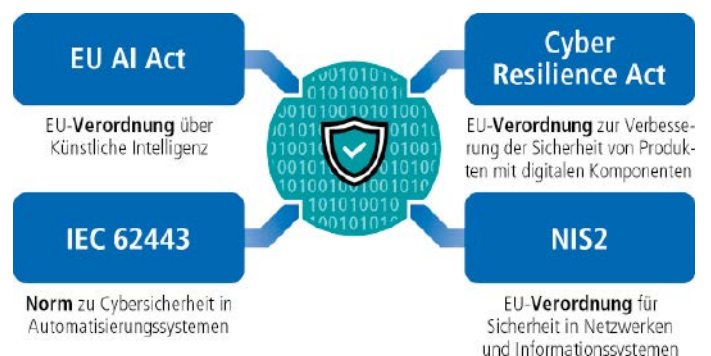 EU AI Act
EU-Verordnung über
Künstliche Intelligenz
Cyber
Resilience Act
EU-Verordnung zur Verbesse-
rung der Sicherheit von Produk-
ten mit digitalen Komponenten
IEC 62443
Norm zu Cybersicherheit in
Automatisierungssystemen
NIS2
EU-Verordnung für
Sicherheit in Netzwerken
und Informationssystemen